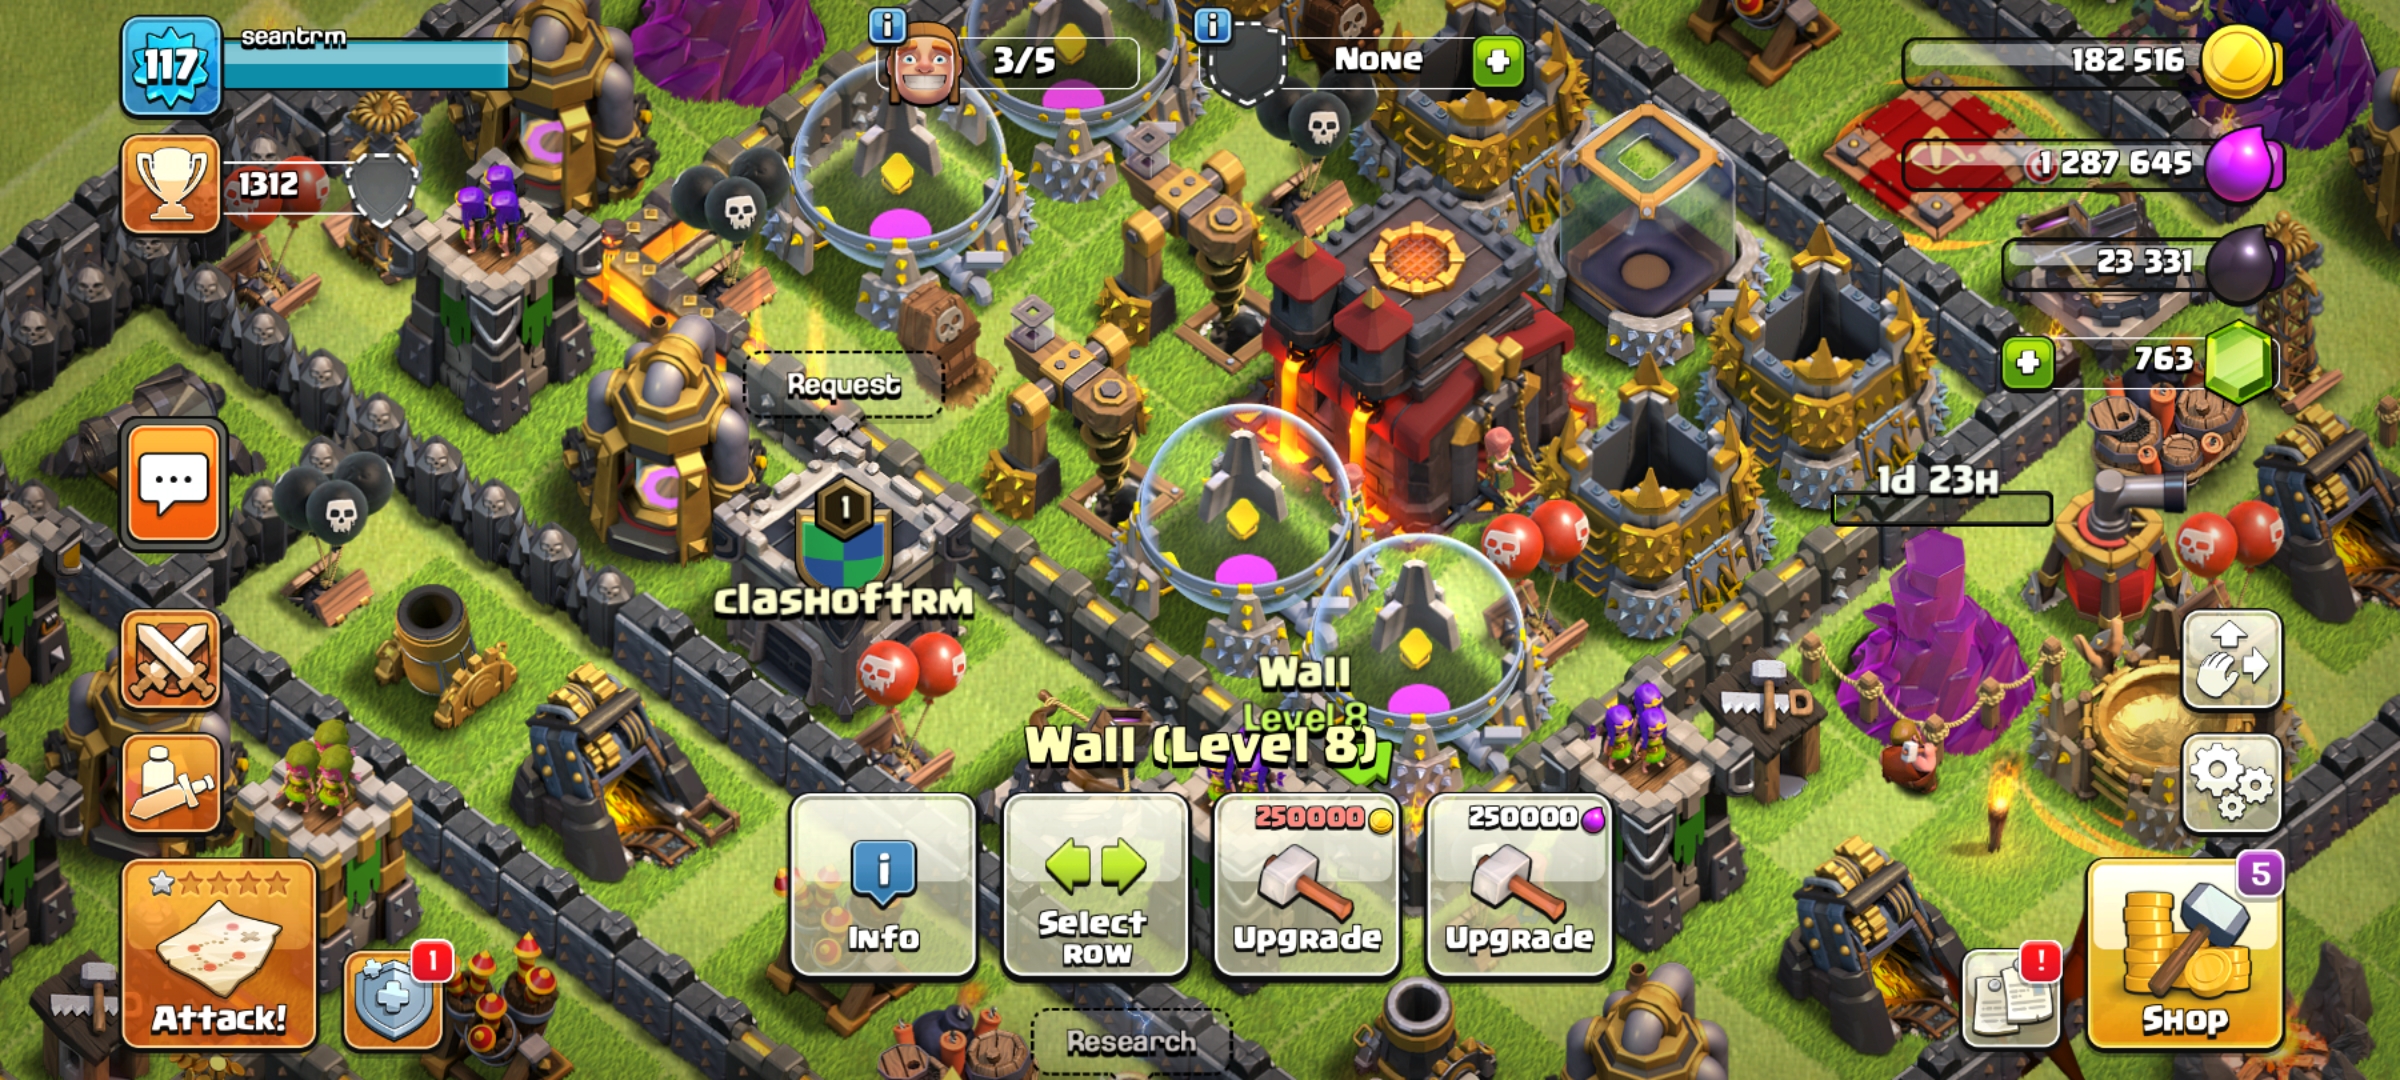 117
seantrm
3/5
None
182 516
1312
1 287 645
23 331
763
Request
1d 23H
1
clashoftRM
Wall
Level 8
Wall (Level 8)
Info
Select
Row
250000
Upgrade
250000
Upgrade
Attack!
1
Research
!
5
Shop